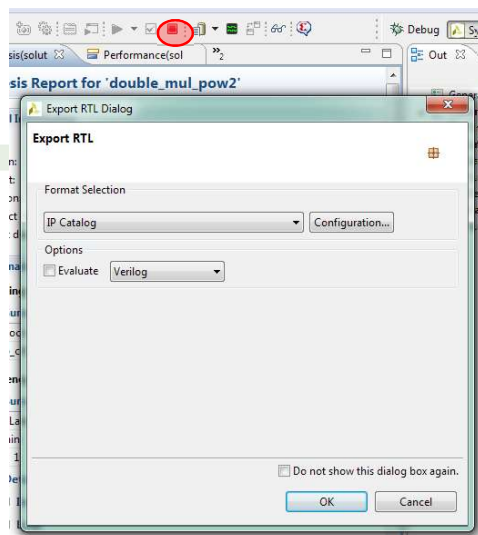 Debug
sis(solut
Performance(sol
»2
Out
sis Report for 'double_mul_pow2'
Export RTL Dialog
Export RTL
Format Selection
IP Catalog
Configuration...
Options
Evaluate
Verilog
Do not show this dialog box again.
OK
Cancel